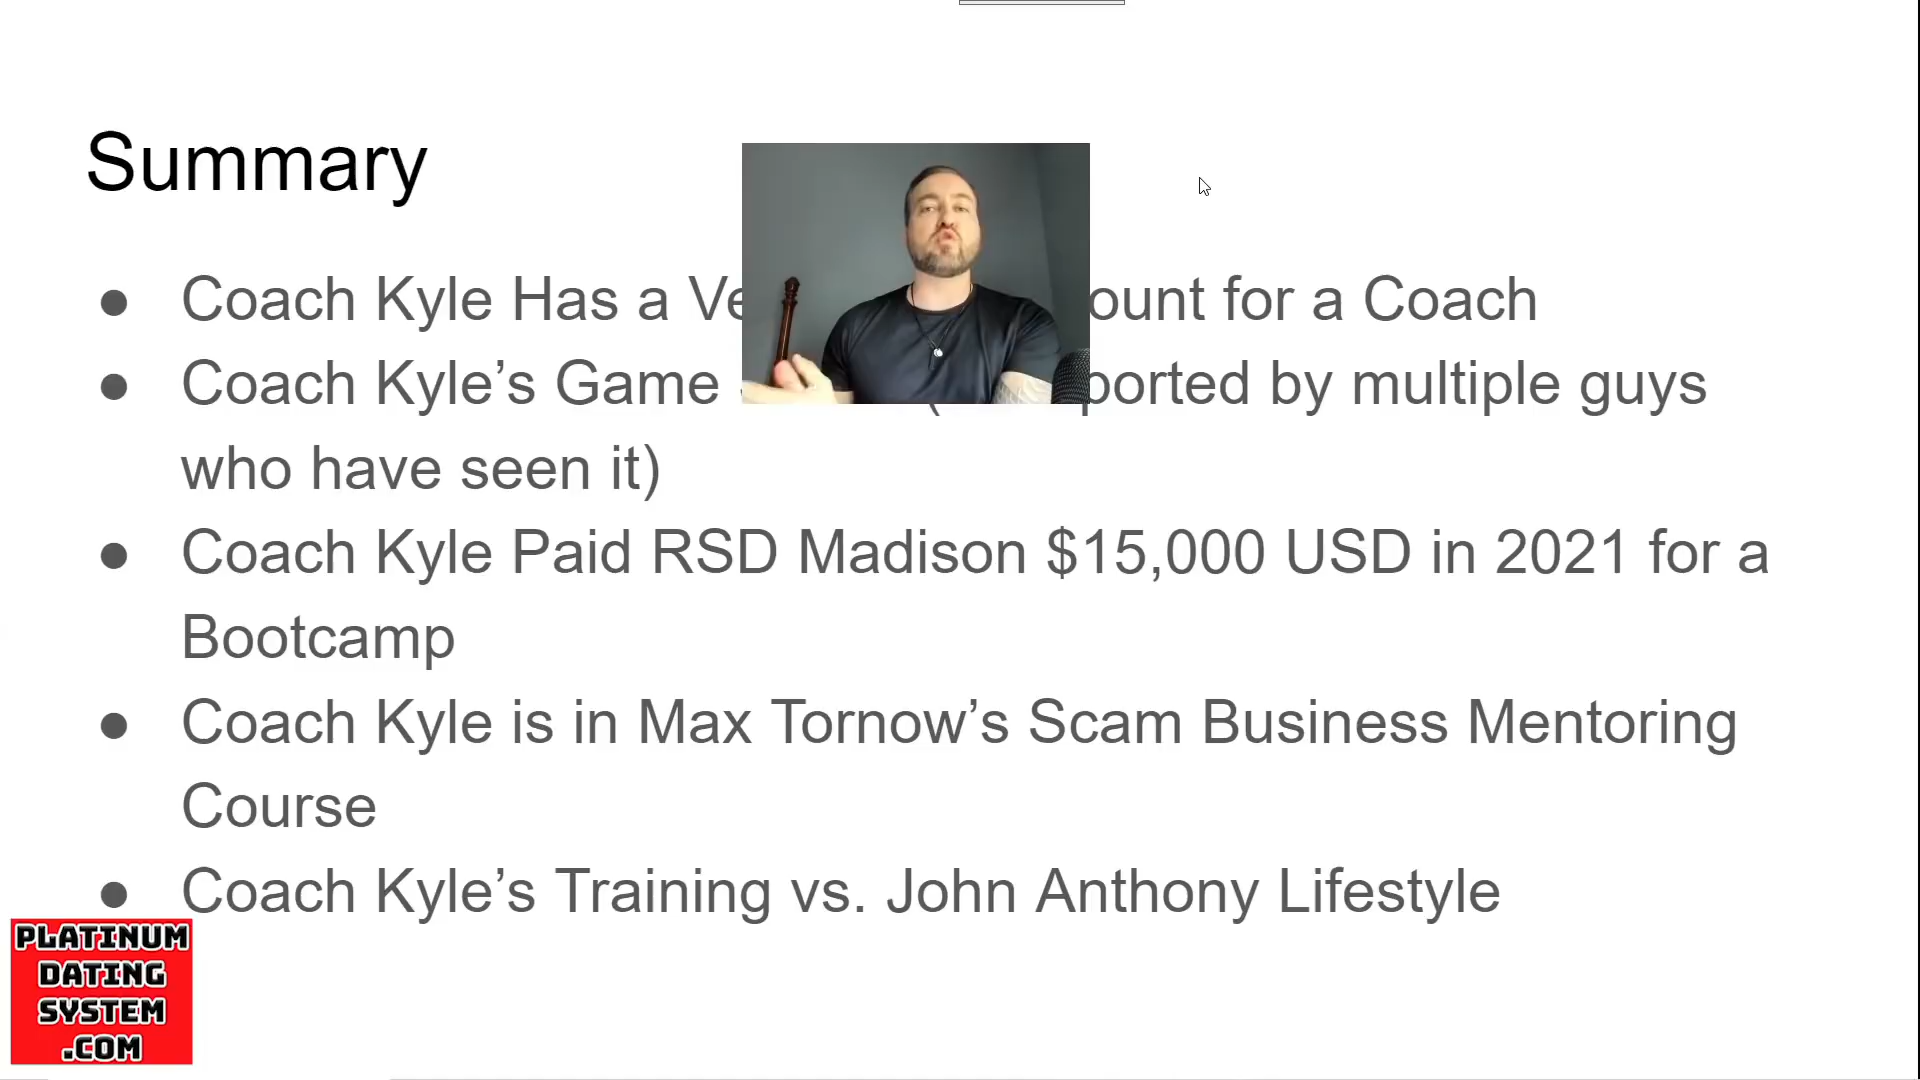 Summary
● Coach Kyle Has a ount for a Coach
● Coach Kyle’s Game ported by multiple guys
who have seen it)
● Coach Kyle Paid RSD Madison $15,000 USD in 2021 for a
Bootcamp
● Coach Kyle is in Max Tornow’s Scam Business Mentoring
Course
● Coach Kyle’s Training vs. John Anthony Lifestyle
PLATINUM
DATING
SYSTEM
.COM